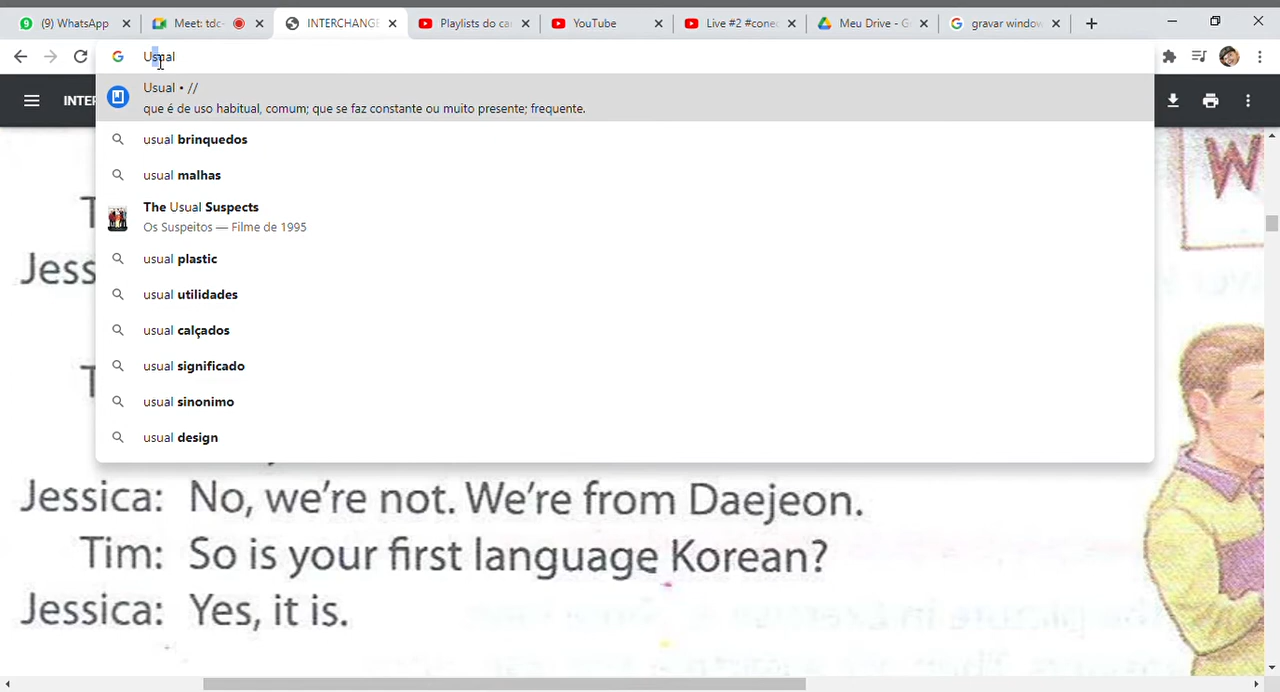 (9) WhatsApp
Meet: tdc-
INTERCHANGE
Playlists do ca
YouTube
Live #2 #cone
Meu Drive - G
gravar window
Usual
INTER
Usual • //
que é de uso habitual, comum; que se faz constante ou muito presente; frequente.
usual brinquedos
usual malhas
The Usual Suspects
Os Suspeitos — Filme de 1995
usual plastic
usual utilidades
usual calçados
usual significado
usual sinonimo
usual design
W
T
Jess
T
Jessica: No, we're not. We're from Daejeon.
Tim: So is your first language Korean?
Jessica: Yes, it is.